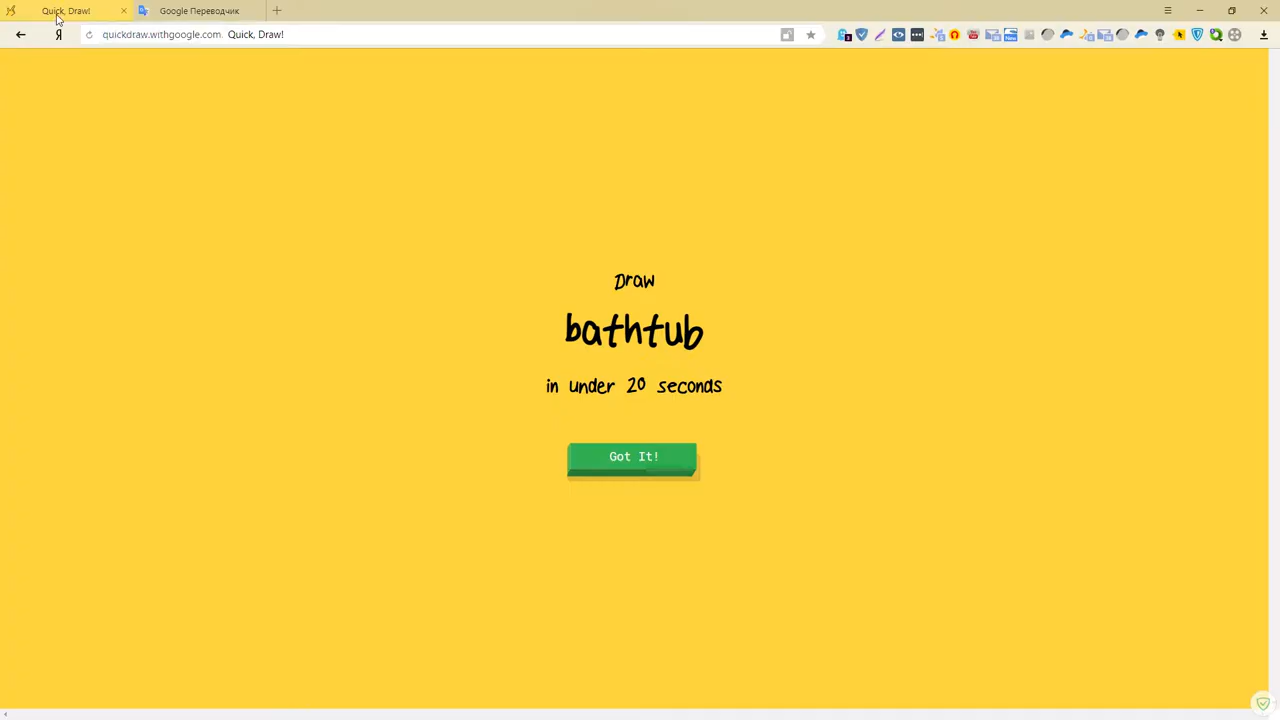 Quick, Draw!
Google Переводчик
Я
quickdraw.withgoogle.com Quick, Draw!
Draw
bathtub
in under 20 seconds
Got It!